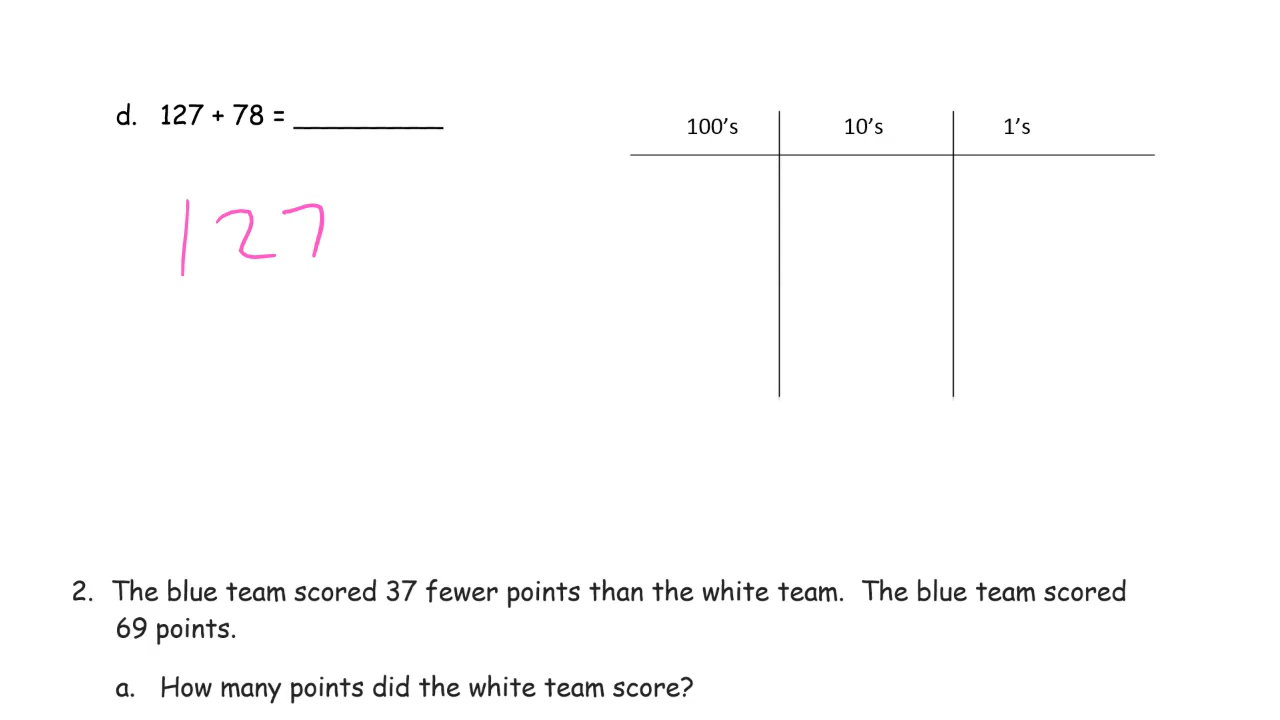 d. 127 + 78 = __________
100's 10's 1's
127
2. The blue team scored 37 fewer points than the white team. The blue team scored
69 points.
a. How many points did the white team score?